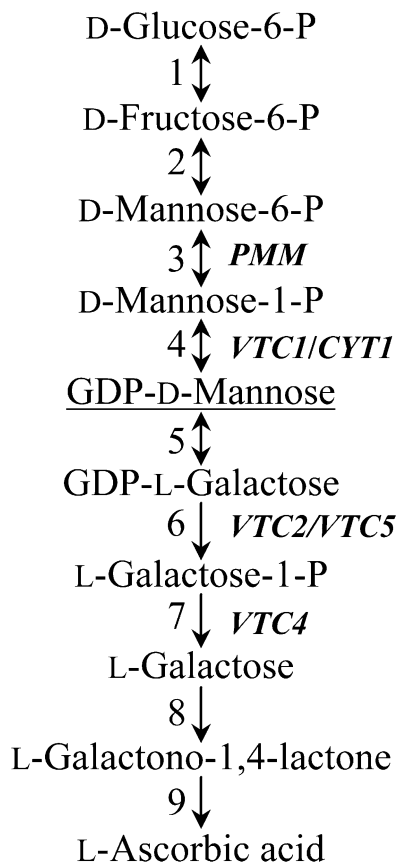 D-Glucose-6-P
1
D-Fructose-6-P
2
D-Mannose-6-P
3 PMM
D-Mannose-1-P
4 VTC1/CYT1
GDP-D-Mannose
5
GDP-L-Galactose
6 VTC2/VTC5
L-Galactose-1-P
7 VTC4
L-Galactose
8
L-Galactono-1,4-lactone
9
L-Ascorbic acid